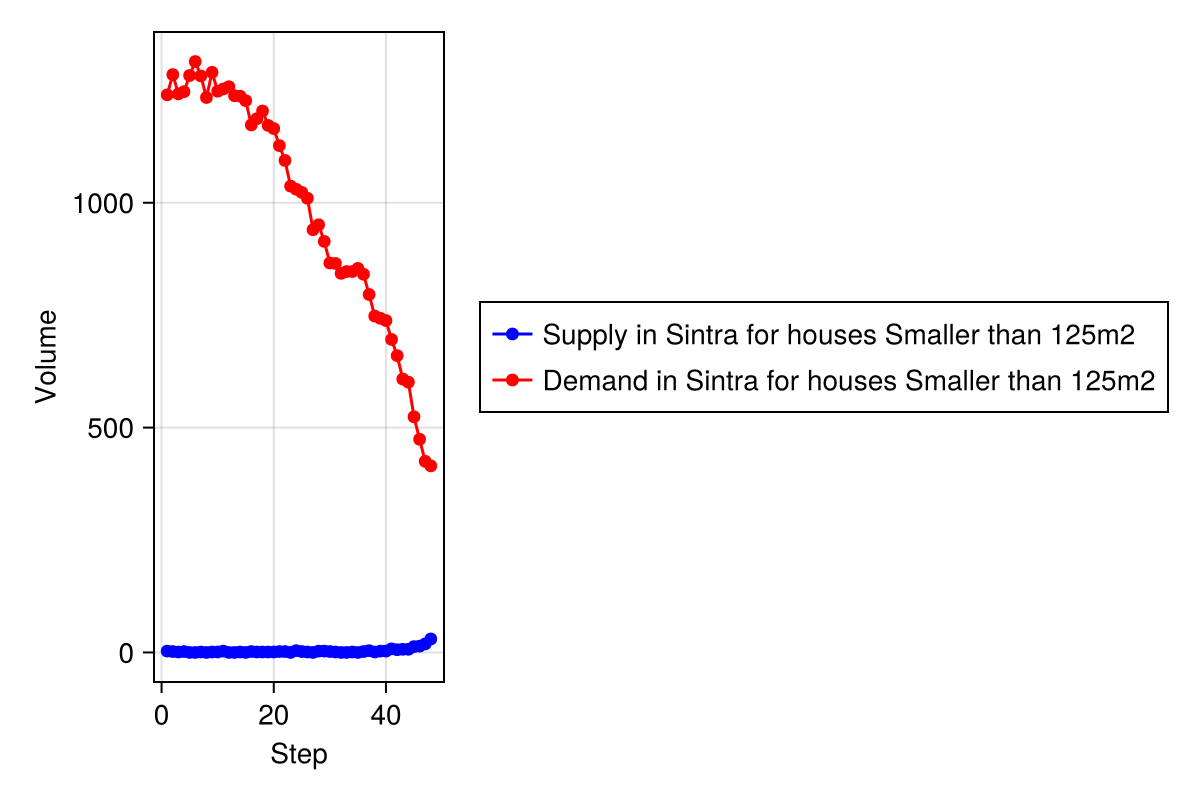 1000
500
0
Volume
0 20 40
Step
Supply in Sintra for houses Smaller than 125m2
Demand in Sintra for houses Smaller than 125m2